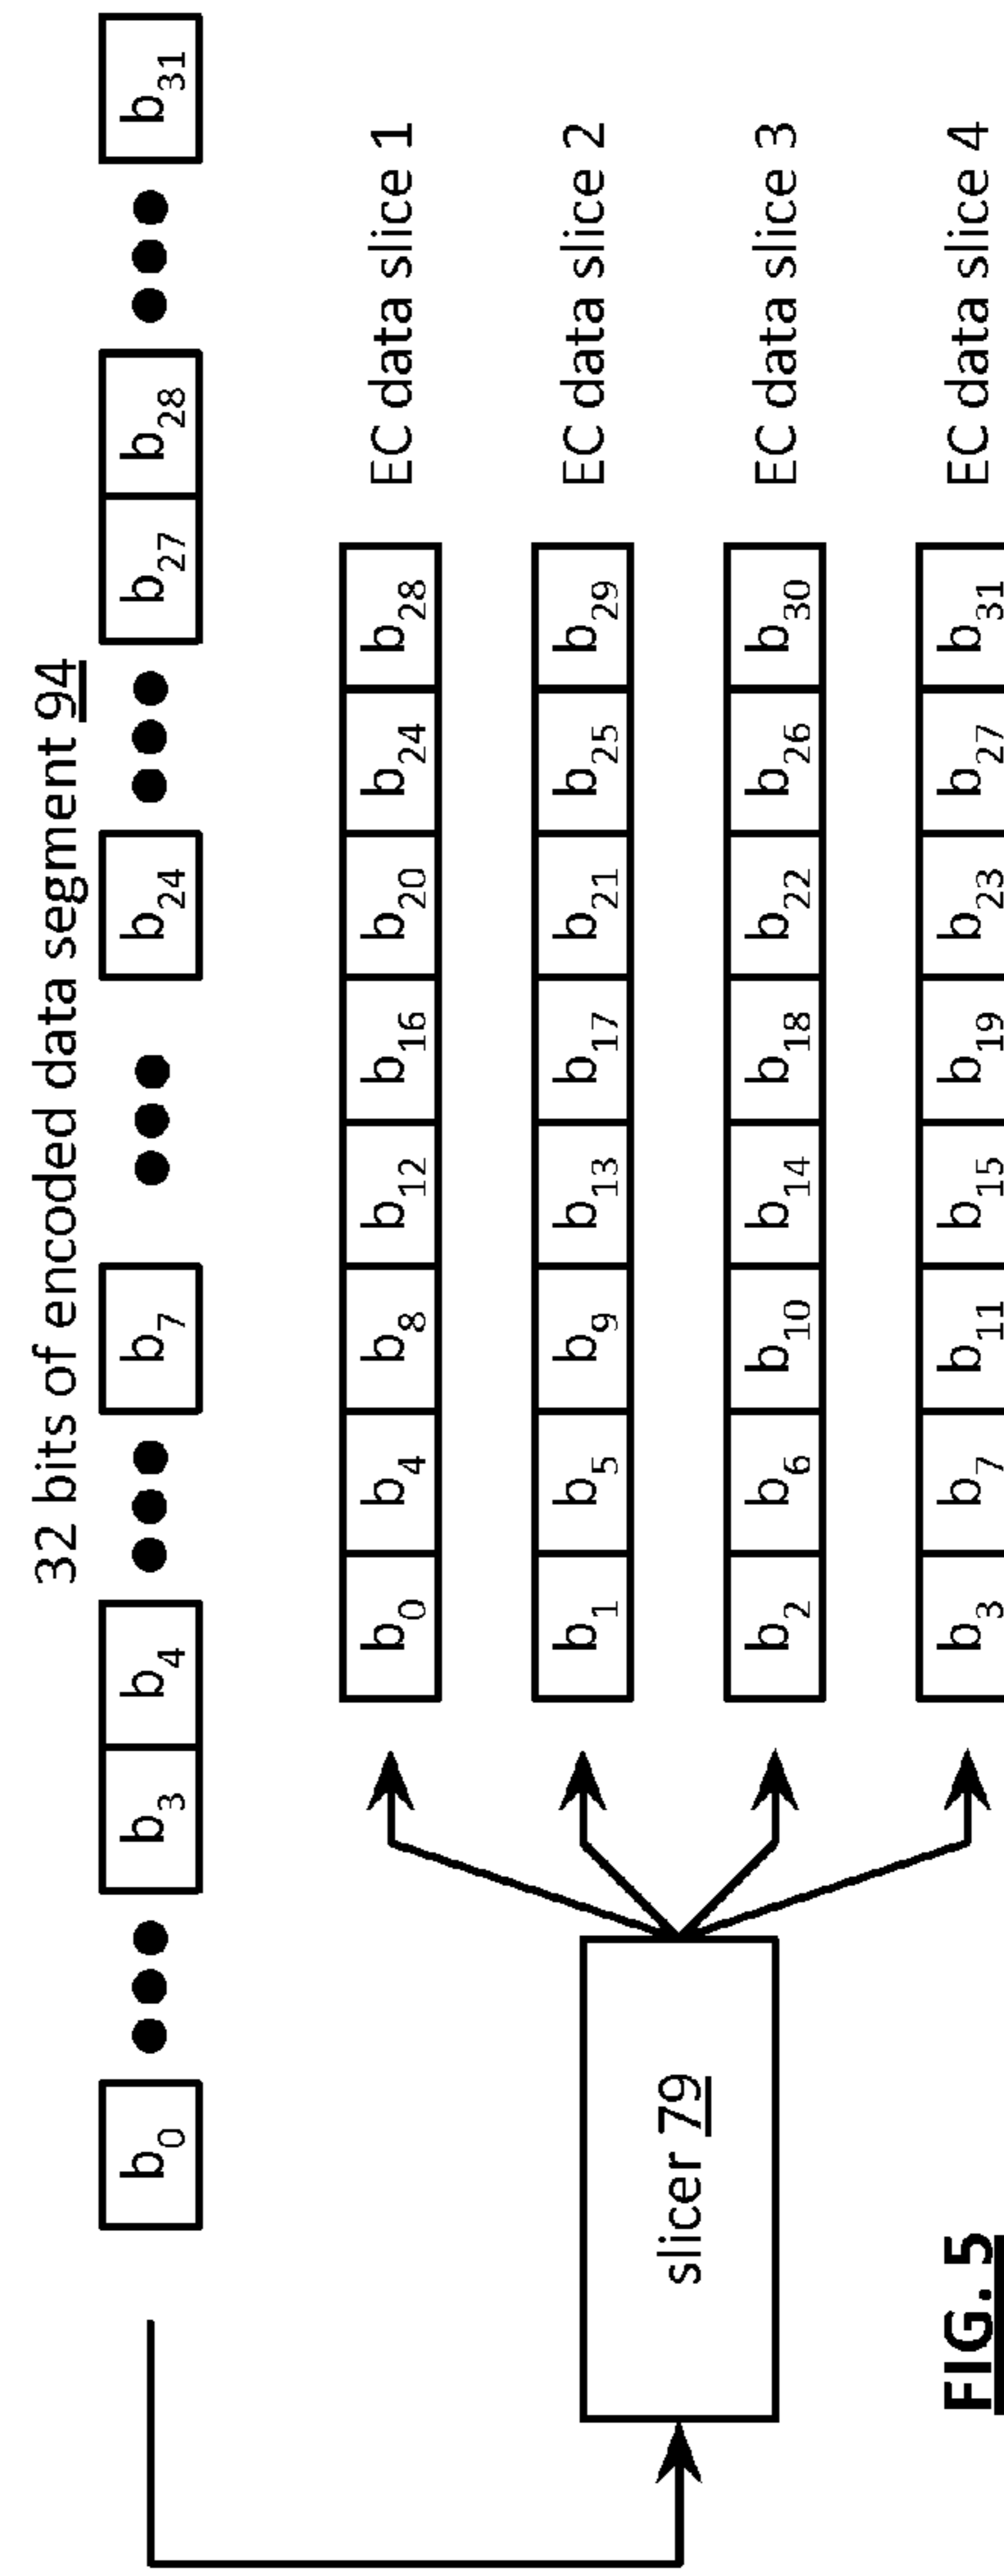 32 bits of encoded data segment 94
b0 ••• b3 b4 ••• b7 ••• b24 ••• b27 b28 ••• b31
b0 b4 b8 b12 b16 b20 b24 b28 EC data slice 1
b1 b5 b9 b13 b17 b21 b25 b29 EC data slice 2
slicer 79
b2 b6 b10 b14 b18 b22 b26 b30 EC data slice 3
b3 b7 b11 b15 b19 b23 b27 b31 EC data slice 4
FIG. 5